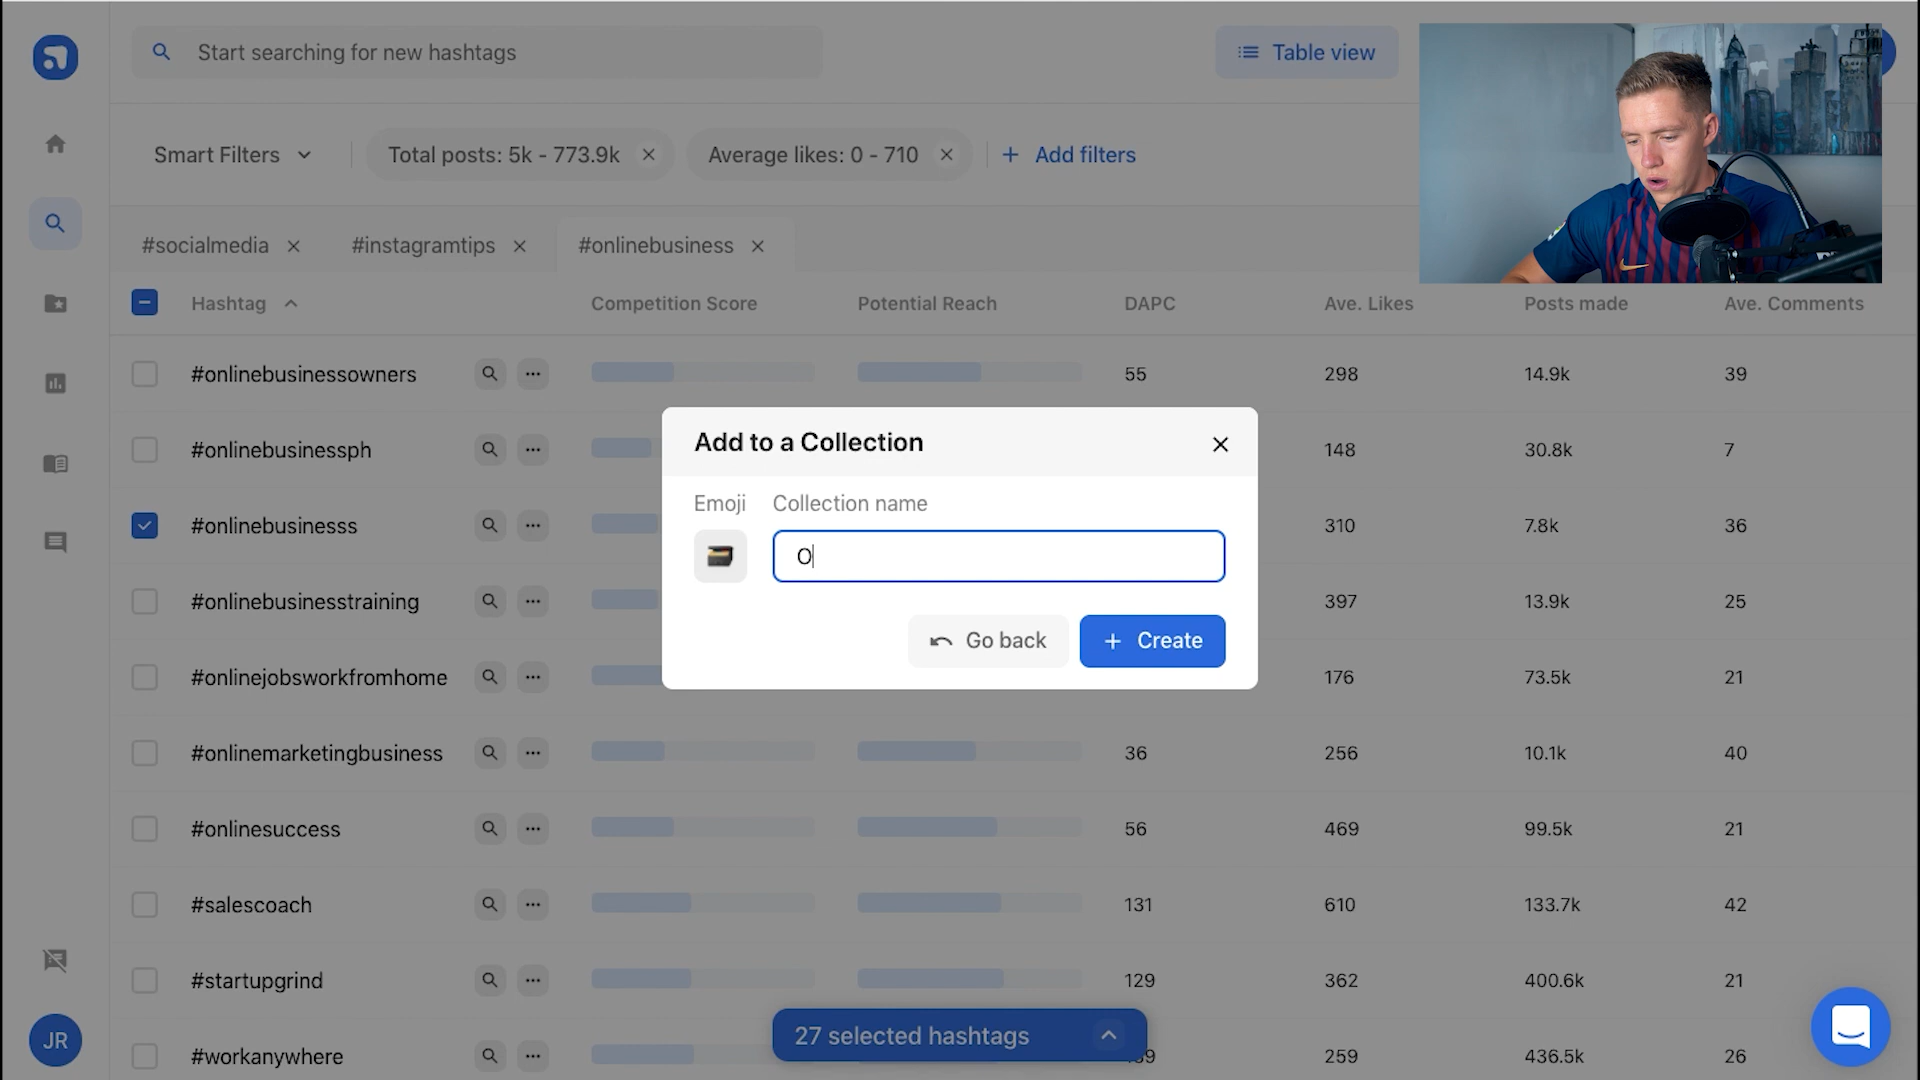 Start searching for new hashtags
Table view
Smart Filters
Total posts: 5k - 773.9k
Average likes: 0 - 710
Add filters
#socialmedia
#instagramtips
#onlinebusiness
Hashtag Competition Score Potential Reach DAPC Ave. Likes Posts made Ave. Comments
#onlinebusinessowners 55 298 14.9k 39
#onlinebusinessph 148 30.8k 7
#onlinebusinesss 310 7.8k 36
#onlinebusinesstraining 397 13.9k 25
#onlinejobsworkfromhome 176 73.5k 21
#onlinemarketingbusiness 36 256 10.1k 40
#onlinesuccess 56 469 99.5k 21
#salescoach 131 610 133.7k 42
#startupgrind 129 362 400.6k 21
#workanywhere 259 436.5k 26
Add to a Collection
Emoji Collection name
O
Go back
+ Create
27 selected hashtags
JR